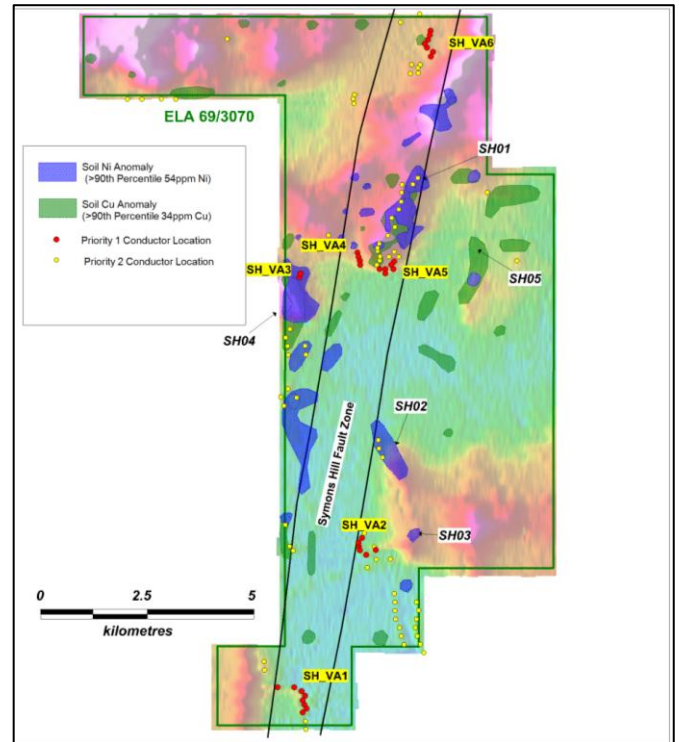 SH_VA6
ELA 69/3070
Soil Ni Anomaly
(>90th Percentile 54ppm Ni)
Soil Cu Anomaly
(>90th Percentile 34ppm Cu)
Priority 1 Conductor Location
Priority 2 Conductor Location
SH01
SH_VA4
SH_VA3
SH_VA5
SH05
SH04
SH02
Symons Hill Fault Zone
SH_VA2
SH03
0 2.5 5
kilometres
SH_VA1